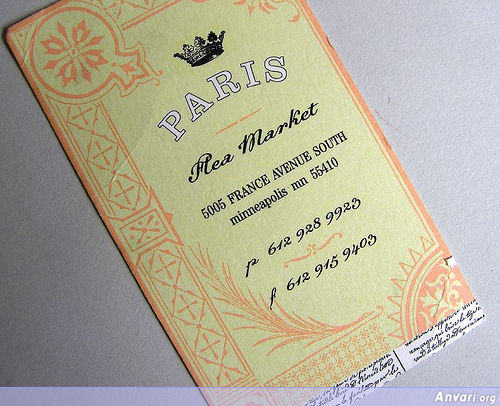 PARIS
Flea Market
5005 FRANCE AVENUE SOUTH
minneapolis mn 55410
p 612 928 9923
f 612 915 9403
Anvari.org